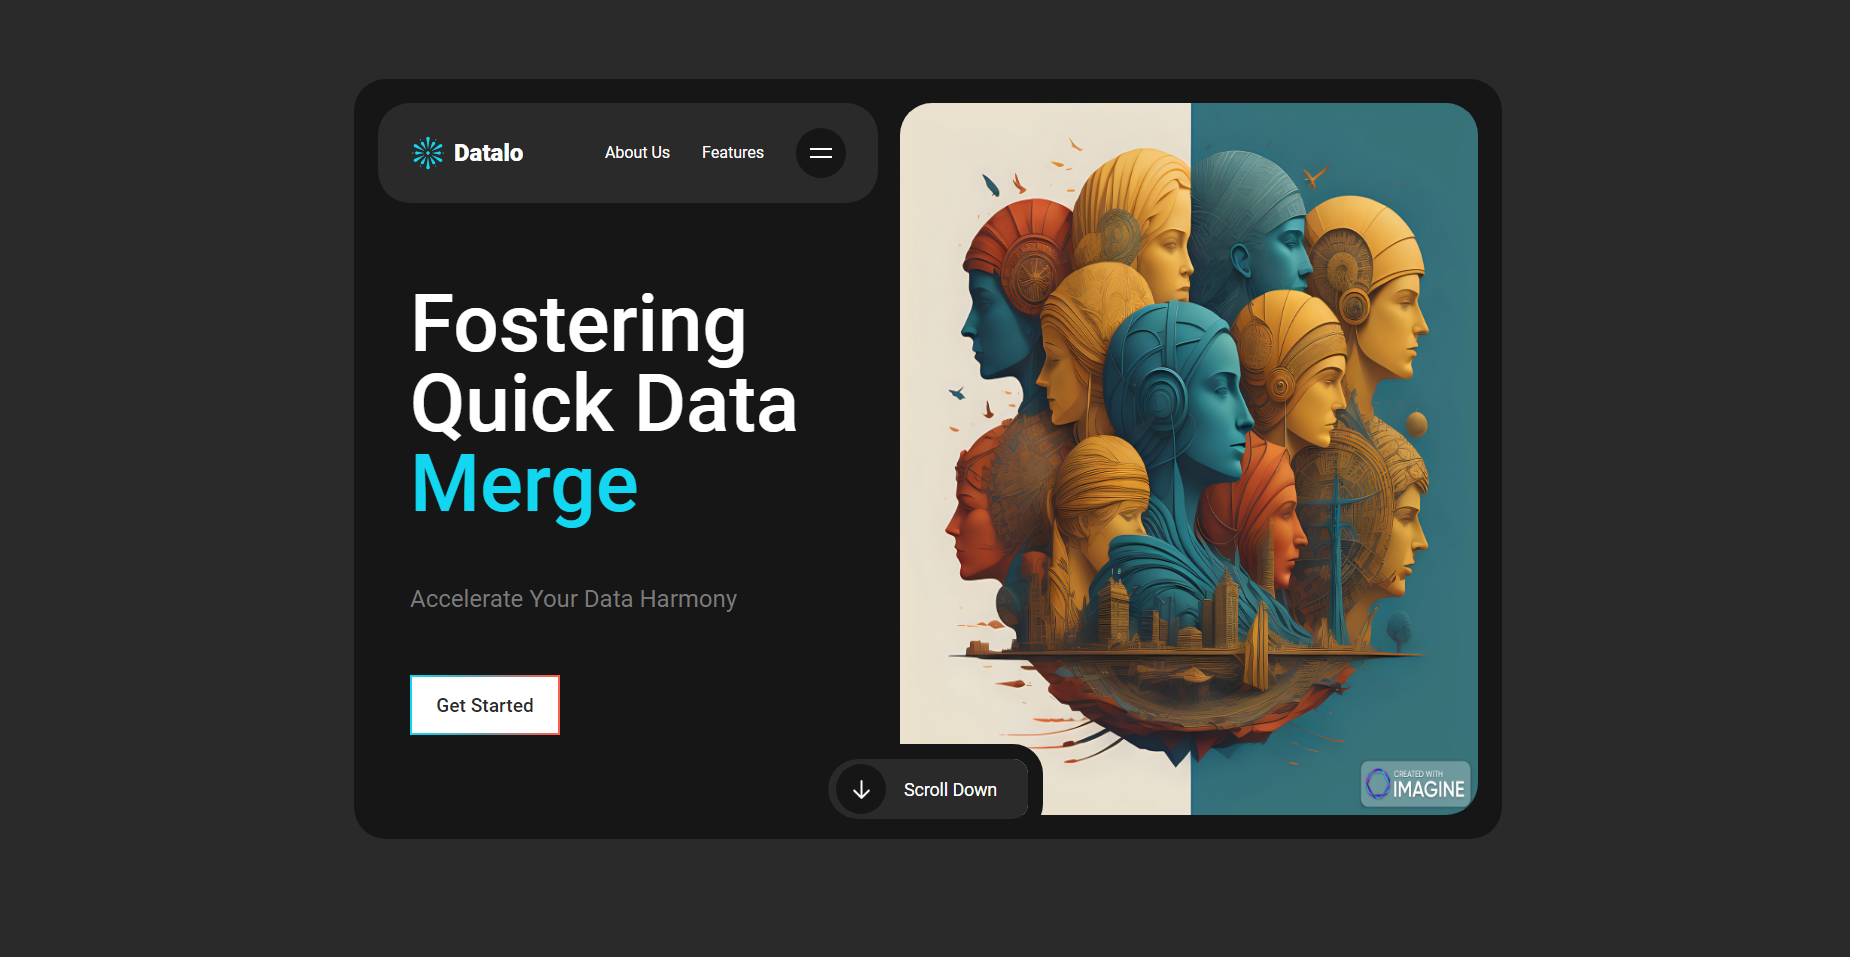 Datalo
About Us
Features
Fostering
Quick Data
Merge
Accelerate Your Data Harmony
Get Started
Scroll Down
CREATED WITH
IMAGINE